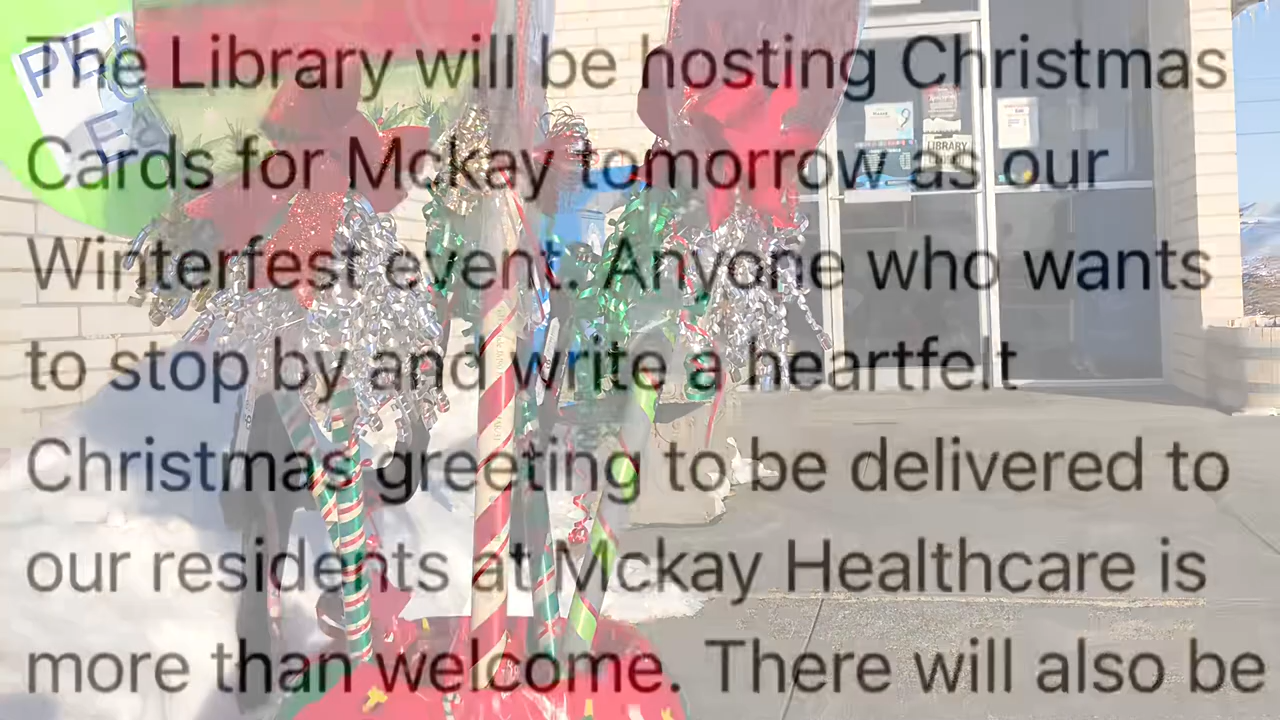 The Library will be hosting Christmas
Cards for Mckay tomorrow as our
Winterfest event. Anyone who wants
to stop by and write a heartfelt
Christmas greeting to be delivered to
our residents at Mckay Healthcare is
more than welcome. There will also be
PEACE
LIBRARY